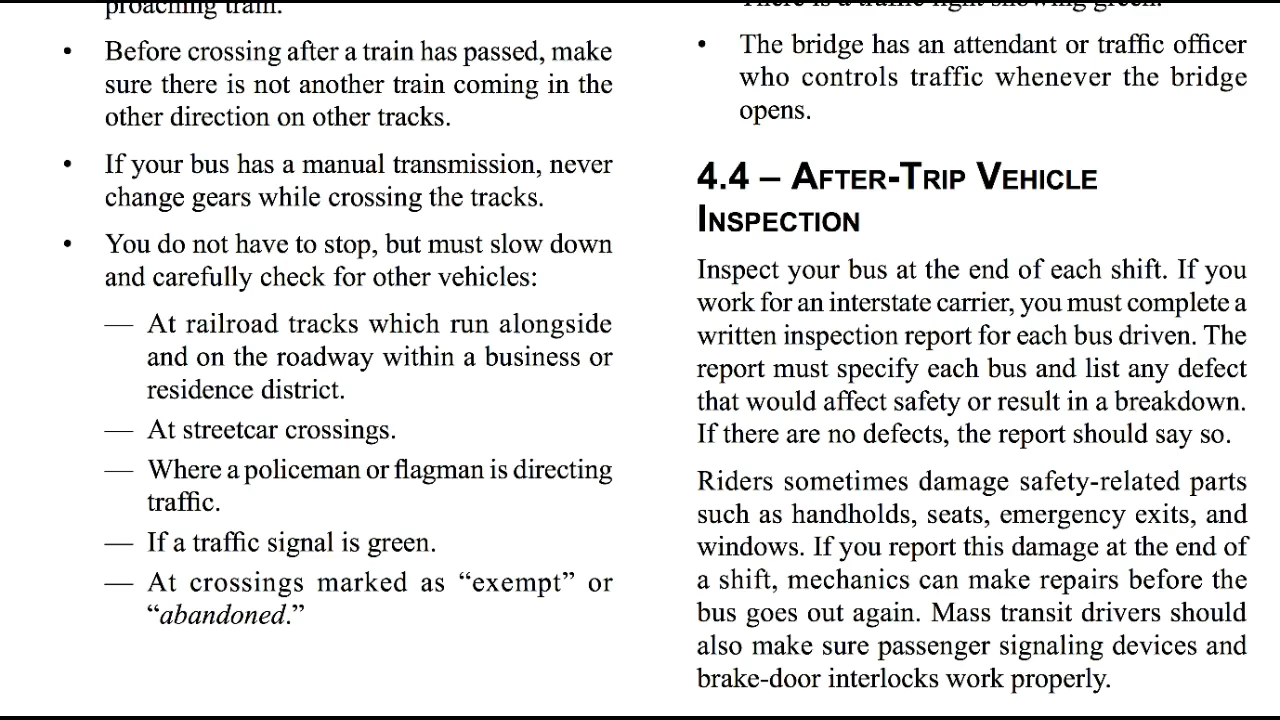 proaching train.
• Before crossing after a train has passed, make
sure there is not another train coming in the
other direction on other tracks.
• If your bus has a manual transmission, never
change gears while crossing the tracks.
• You do not have to stop, but must slow down
and carefully check for other vehicles:
— At railroad tracks which run alongside
and on the roadway within a business or
residence district.
— At streetcar crossings.
— Where a policeman or flagman is directing
traffic.
— If a traffic signal is green.
— At crossings marked as “exempt” or
“abandoned.”
There is a traffic light showing green.
• The bridge has an attendant or traffic officer
who controls traffic whenever the bridge
opens.
4.4 – After-Trip Vehicle
Inspection
Inspect your bus at the end of each shift. If you
work for an interstate carrier, you must complete a
written inspection report for each bus driven. The
report must specify each bus and list any defect
that would affect safety or result in a breakdown.
If there are no defects, the report should say so.
Riders sometimes damage safety-related parts
such as handholds, seats, emergency exits, and
windows. If you report this damage at the end of
a shift, mechanics can make repairs before the
bus goes out again. Mass transit drivers should
also make sure passenger signaling devices and
brake-door interlocks work properly.